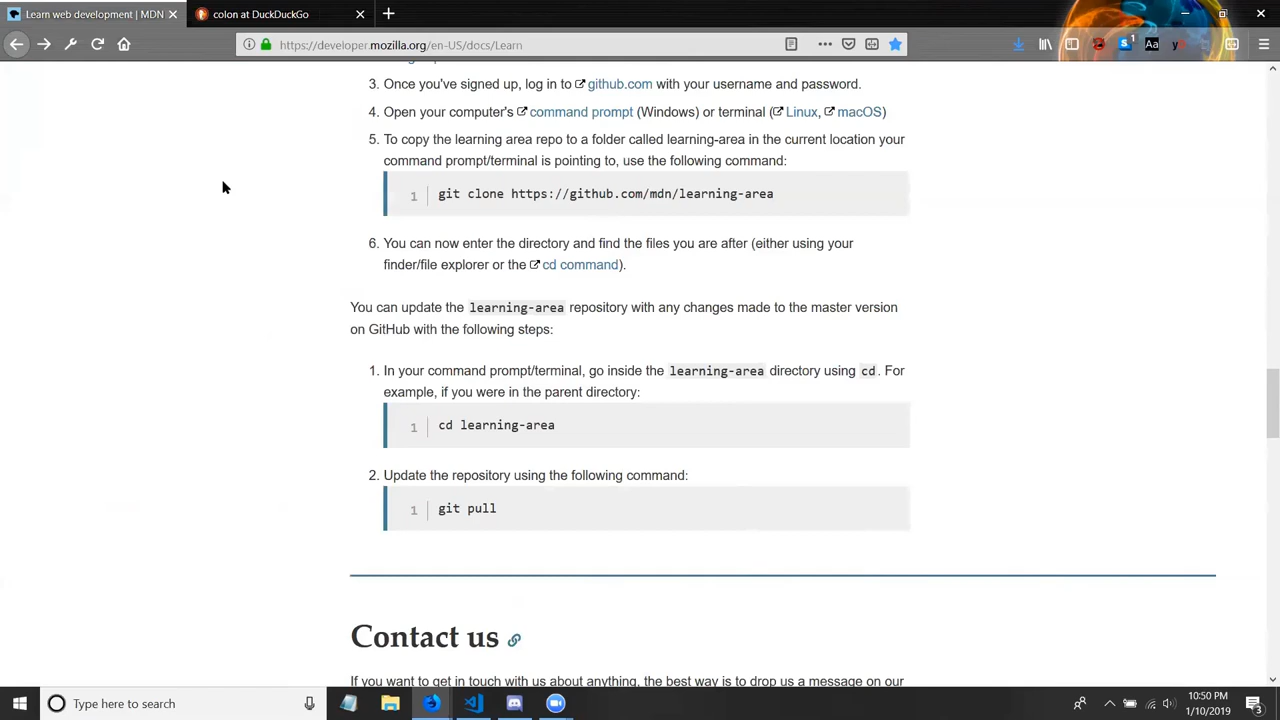 Learn web development | MDN
colon at DuckDuckGo
https://developer.mozilla.org/en-US/docs/Learn
3. Once you've signed up, log in to github.com with your username and password.
4. Open your computer's command prompt (Windows) or terminal (Linux, macOS)
5. To copy the learning area repo to a folder called learning-area in the current location your
command prompt/terminal is pointing to, use the following command:
1 git clone https://github.com/mdn/learning-area
6. You can now enter the directory and find the files you are after (either using your
finder/file explorer or the cd command).
You can update the learning-area repository with any changes made to the master version
on GitHub with the following steps:
1. In your command prompt/terminal, go inside the learning-area directory using cd. For
example, if you were in the parent directory:
1 cd learning-area
2. Update the repository using the following command:
1 git pull
Contact us
If you want to get in touch with us about anything, the best way is to drop us a message on our
Type here to search
10:50 PM
1/10/2019
3